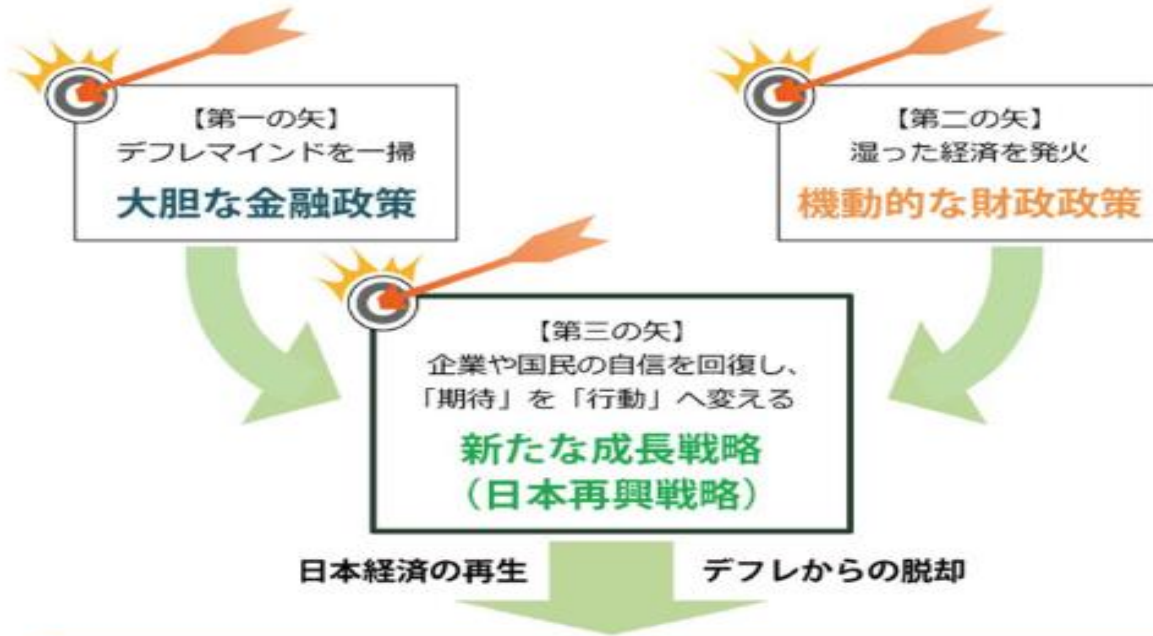 【第一の矢】
デフレマインドを一掃
大胆な金融政策
【第二の矢】
湿った経済を発火
機動的な財政政策
【第三の矢】
企業や国民の自信を回復し、
「期待」を「行動」へ変える
新たな成長戦略
（日本再興戦略）
日本経済の再生
デフレからの脱却